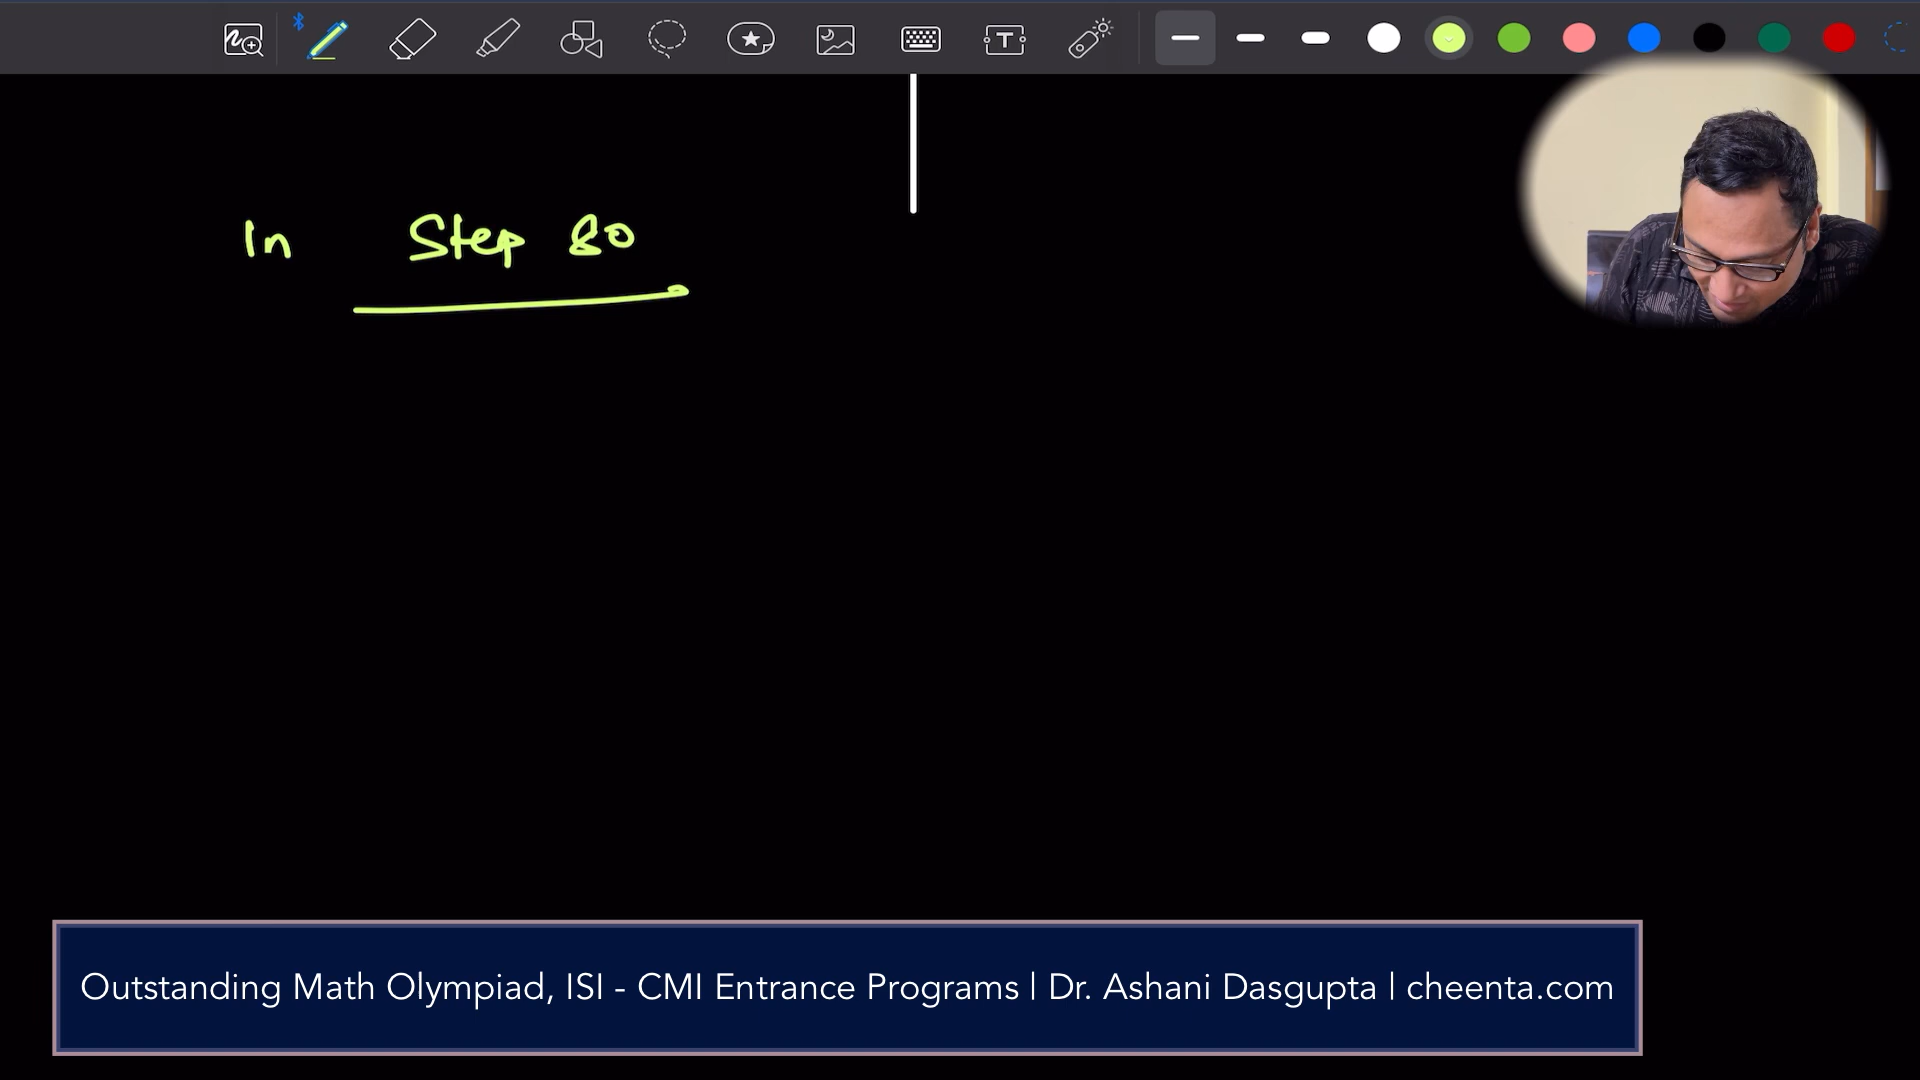 In Step 80
Outstanding Math Olympiad, ISI - CMI Entrance Programs | Dr. Ashani Dasgupta | cheenta.com